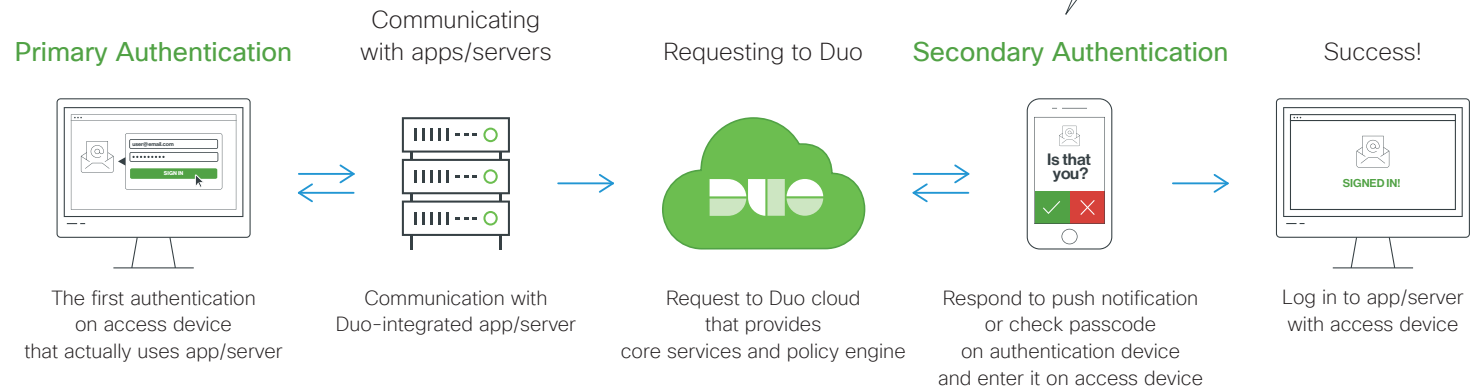 Primary Authentication
Communicating
with apps/servers
Requesting to Duo
Secondary Authentication
Success!
user@email.com
SIGN IN
DUO
Is that
you?
SIGNED IN!
The first authentication
on access device
that actually uses app/server
Communication with
Duo-integrated app/server
Request to Duo cloud
that provides
core services and policy engine
Respond to push notification
or check passcode
on authentication device
and enter it on access device
Log in to app/server
with access device